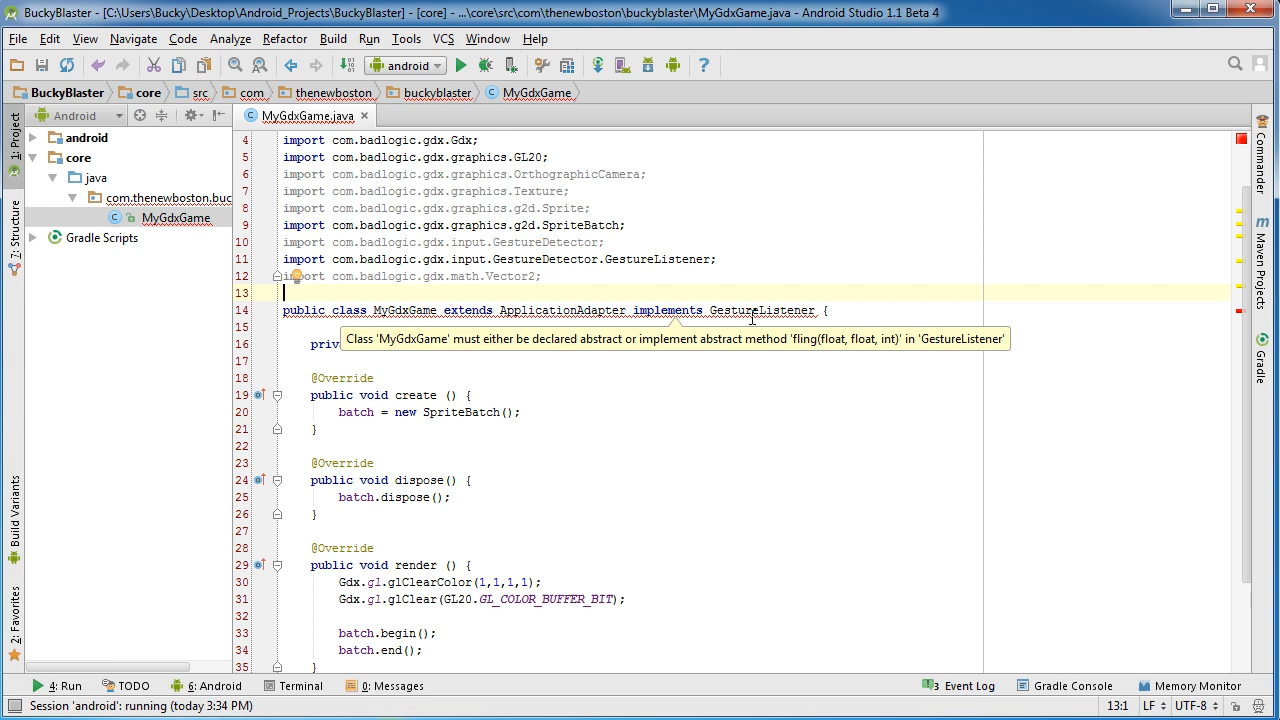 BuckyBlaster - [C:\Users\Bucky\Desktop\Android_Projects\BuckyBlaster] - [core] - ...\core\src\com\thenewboston\buckyblaster\MyGdxGame.java - Android Studio 1.1 Beta 4
File Edit View Navigate Code Analyze Refactor Build Run Tools VCS Window Help
android
BuckyBlaster core src com thenewboston buckyblaster MyGdxGame
Android
MyGdxGame.java
1: Project
7: Structure
Build Variants
2: Favorites
android
core
java
com.thenewboston.buc
MyGdxGame
Gradle Scripts
4 import com.badlogic.gdx.Gdx;
5 import com.badlogic.gdx.graphics.GL20;
6 import com.badlogic.gdx.graphics.OrthographicCamera;
7 import com.badlogic.gdx.graphics.Texture;
8 import com.badlogic.gdx.graphics.g2d.Sprite;
9 import com.badlogic.gdx.graphics.g2d.SpriteBatch;
10 import com.badlogic.gdx.input.GestureDetector;
11 import com.badlogic.gdx.input.GestureDetector.GestureListener;
12 import com.badlogic.gdx.math.Vector2;
13
14 public class MyGdxGame extends ApplicationAdapter implements GestureListener {
15
Class 'MyGdxGame' must either be declared abstract or implement abstract method 'fling(float, float, int)' in 'GestureListener'
16 priv
17
18 @Override
19 public void create () {
20 batch = new SpriteBatch();
21 }
22
23 @Override
24 public void dispose() {
25 batch.dispose();
26 }
27
28 @Override
29 public void render () {
30 Gdx.gl.glClearColor(1,1,1,1);
31 Gdx.gl.glClear(GL20.GL_COLOR_BUFFER_BIT);
32
33 batch.begin();
34 batch.end();
35 }
Commander
Maven Projects
Gradle
4: Run TODO 6: Android Terminal 0: Messages 3 Event Log Gradle Console Memory Monitor
Session 'android': running (today 3:34 PM) 13:1 LF UTF-8